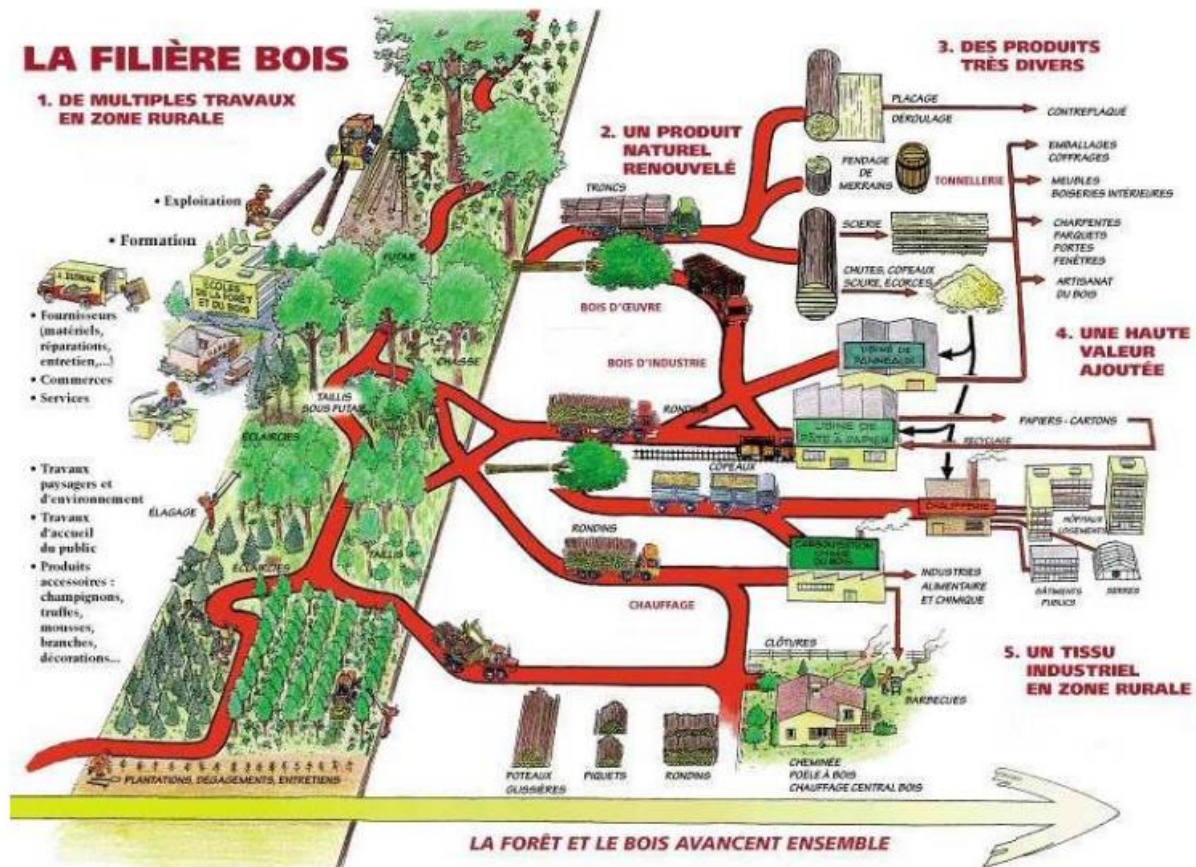 LA FILIÈRE BOIS
1. DE MULTIPLES TRAVAUX
EN ZONE RURALE
• Exploitation
• Formation
ÉCOLES
DE LA FORÊT
ET DU BOIS
• Fournisseurs
(matériels,
réparations,
entretien,...)
• Commerces
• Services
• Travaux
paysagers et
d'environnement
• Travaux
d'accueil
du public
• Produits
accessoires :
champignons,
truffes,
mousses,
branches,
décorations...
FUTAIE
CHASSE
TAILLIS
SOUS FUTAIE
ÉCLAIRCIES
ÉLAGAGE
TAILLIS
ÉCLAIRCIES
PLANTATIONS, DÉGAGEMENTS, ENTRETIENS
2. UN PRODUIT
NATUREL
RENOUVELÉ
TRONCS
BOIS D'ŒUVRE
BOIS D'INDUSTRIE
RONDINS
COPEAUX
RONDINS
CHAUFFAGE
POTEAUX
GLISSIÈRES
PIQUETS
RONDINS
3. DES PRODUITS
TRÈS DIVERS
PLACAGE
DÉROULAGE
CONTREPLAQUÉ
FENDAGE
DE
MERRAINS
TONNELLERIE
EMBALLAGES
COFFRAGES
MEUBLES
BOISERIES INTÉRIEURES
SCIERIE
CHARPENTES
PARQUETS
PORTES
FENÊTRES
CHUTES, COPEAUX
SCIURE, ÉCORCES
ARTISANAT
DU BOIS
4. UNE HAUTE
VALEUR
AJOUTÉE
USINE DE
PANNEAUX
USINE DE
PÂTE À PAPIER
PAPIERS - CARTONS
RECYCLAGE
CHAUFFERIE
HÔPITAUX
LOGEMENTS
BÂTIMENTS
PUBLICS
SERRES
CARBONISATION
CHIMIE
DU BOIS
INDUSTRIES
ALIMENTAIRE
ET CHIMIQUE
CLÔTURES
BARBECUES
CHEMINÉE
POÊLE À BOIS
CHAUFFAGE CENTRAL BOIS
5. UN TISSU
INDUSTRIEL
EN ZONE RURALE
LA FORÊT ET LE BOIS AVANCENT ENSEMBLE